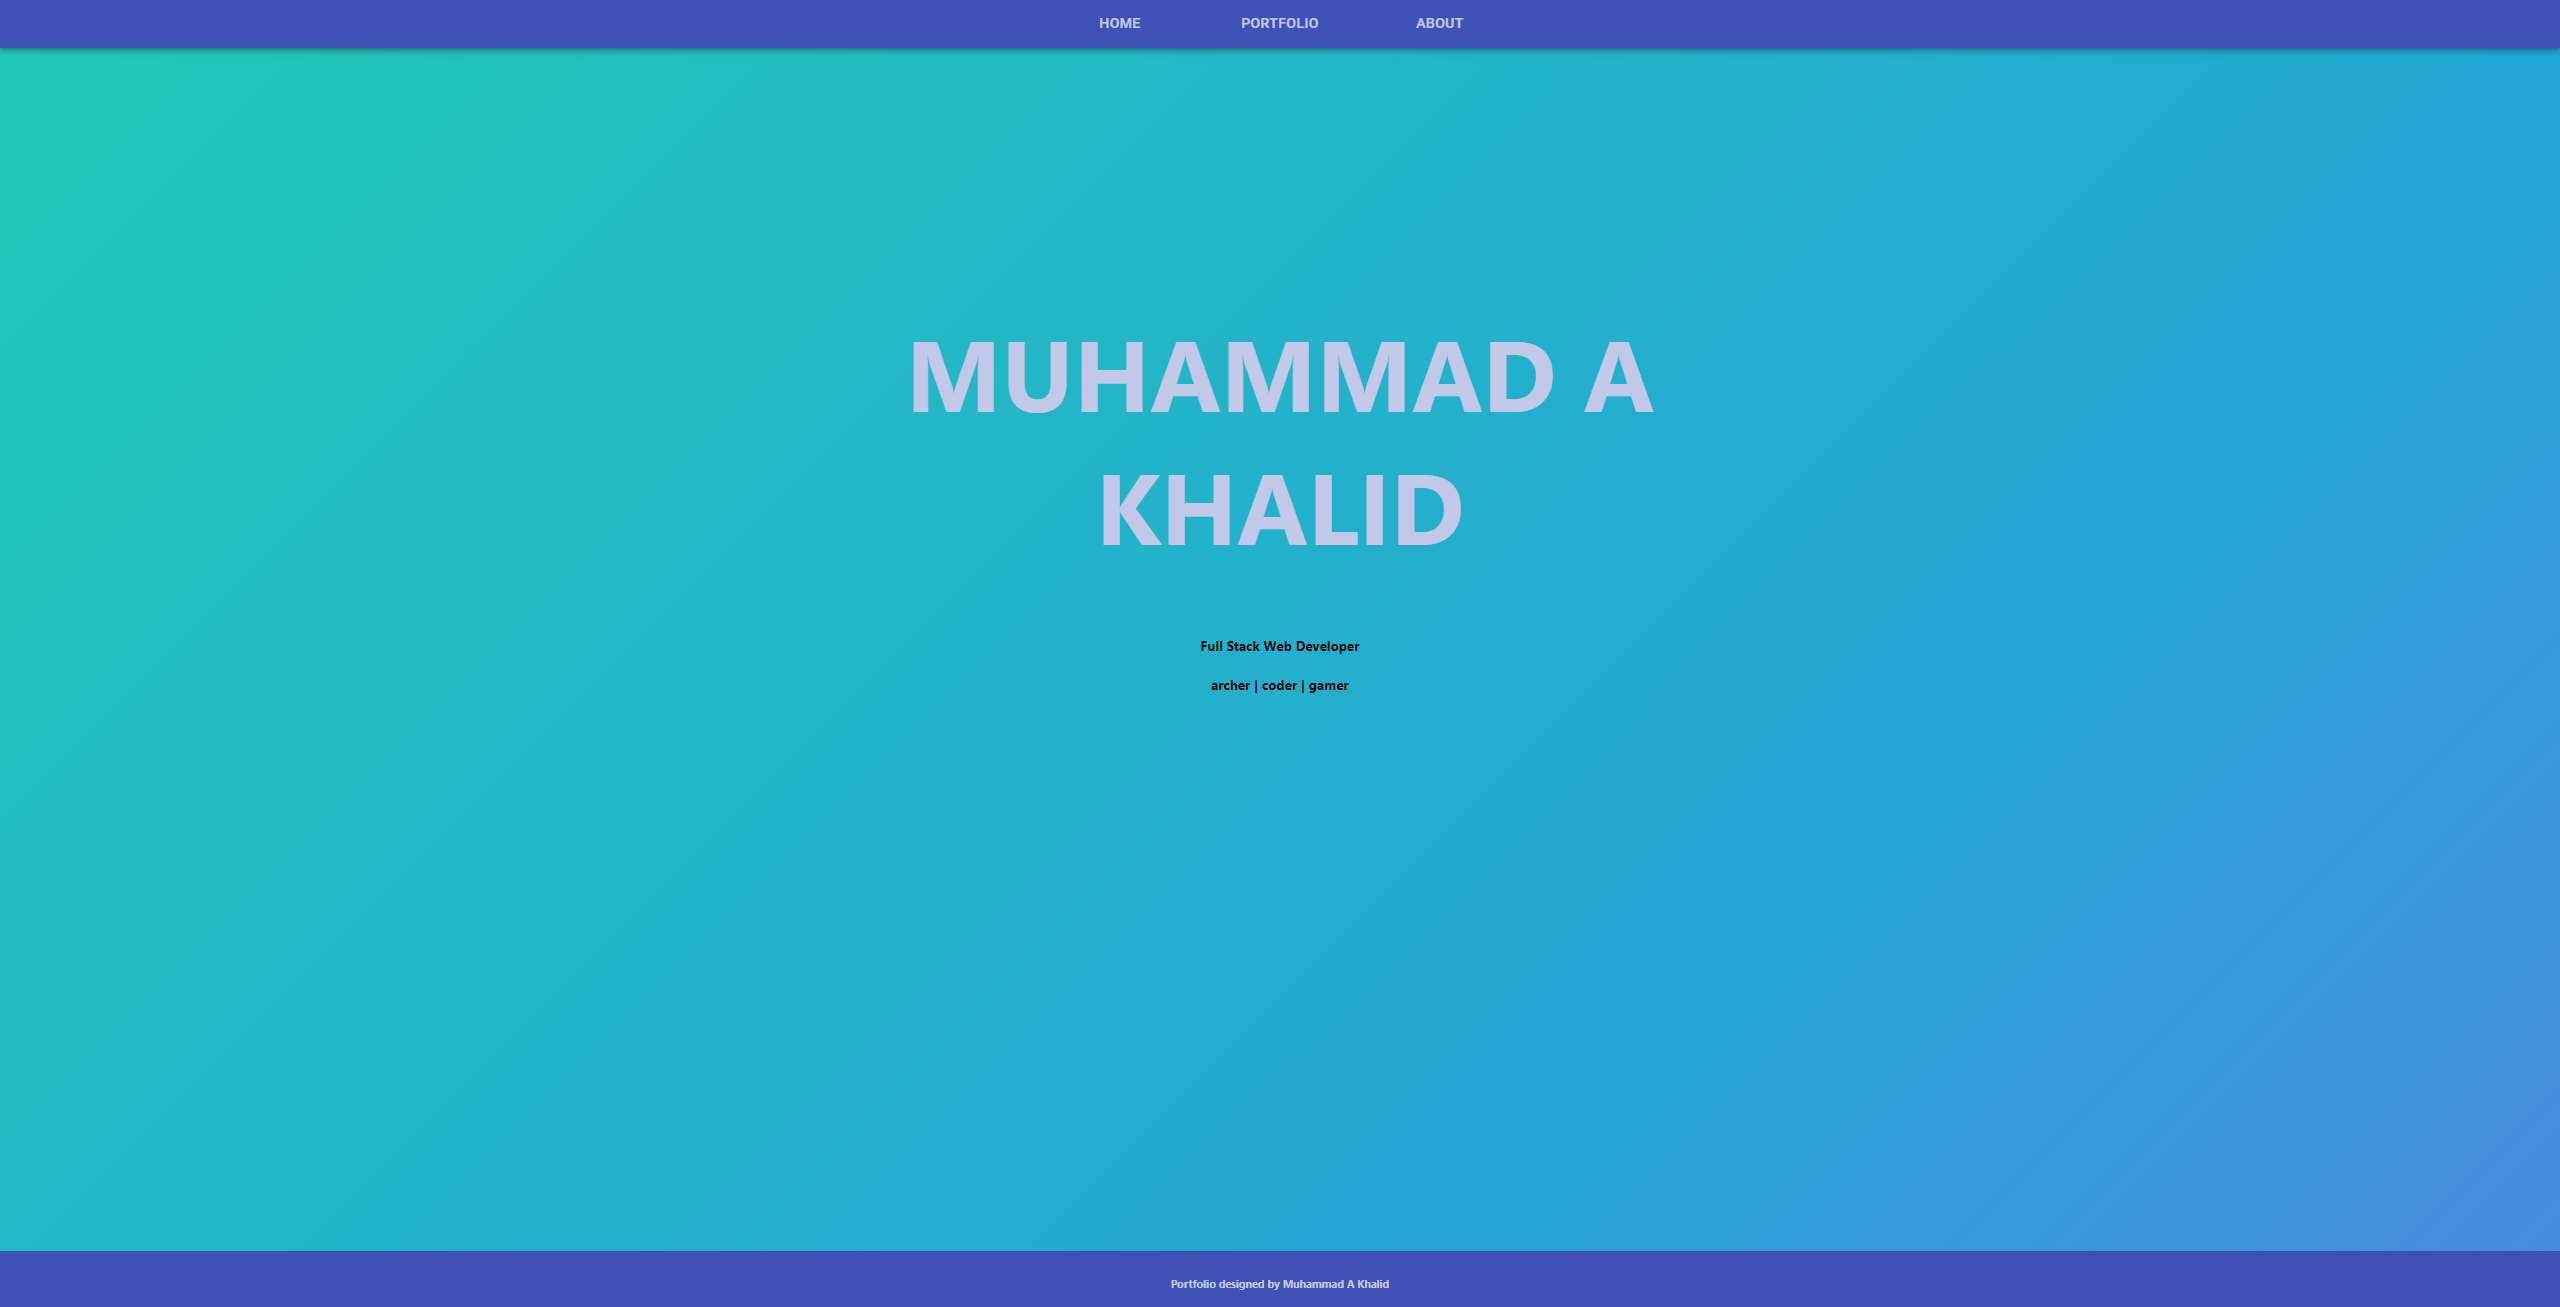 HOME PORTFOLIO ABOUT
MUHAMMAD A
KHALID
Full Stack Web Developer
archer | coder | gamer
Portfolio designed by Muhammad A Khalid